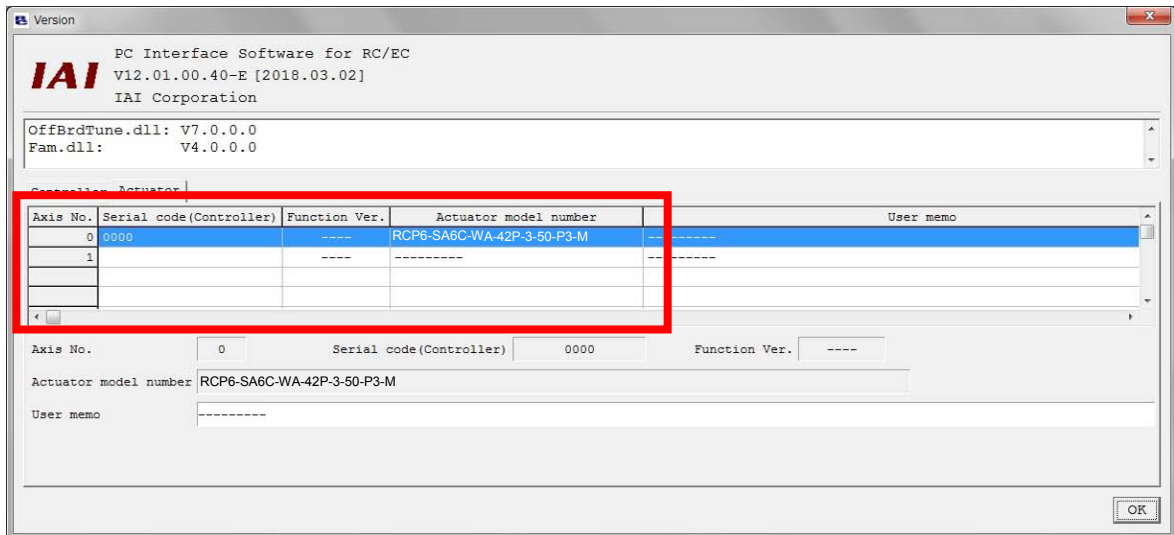 Version
IAI
PC Interface Software for RC/EC
V12.01.00.40-E [2018.03.02]
IAI Corporation
OffBrdTune.dll: V7.0.0.0
Fam.dll: V4.0.0.0
Controller Actuator
Axis No. Serial code(Controller) Function Ver. Actuator model number User memo
0 0000 ---- RCP6-SA6C-WA-42P-3-50-P3-M ---------
1 ---- --------- ---------
Axis No. 0 Serial code(Controller) 0000 Function Ver. ----
Actuator model number RCP6-SA6C-WA-42P-3-50-P3-M
User memo ---------
OK